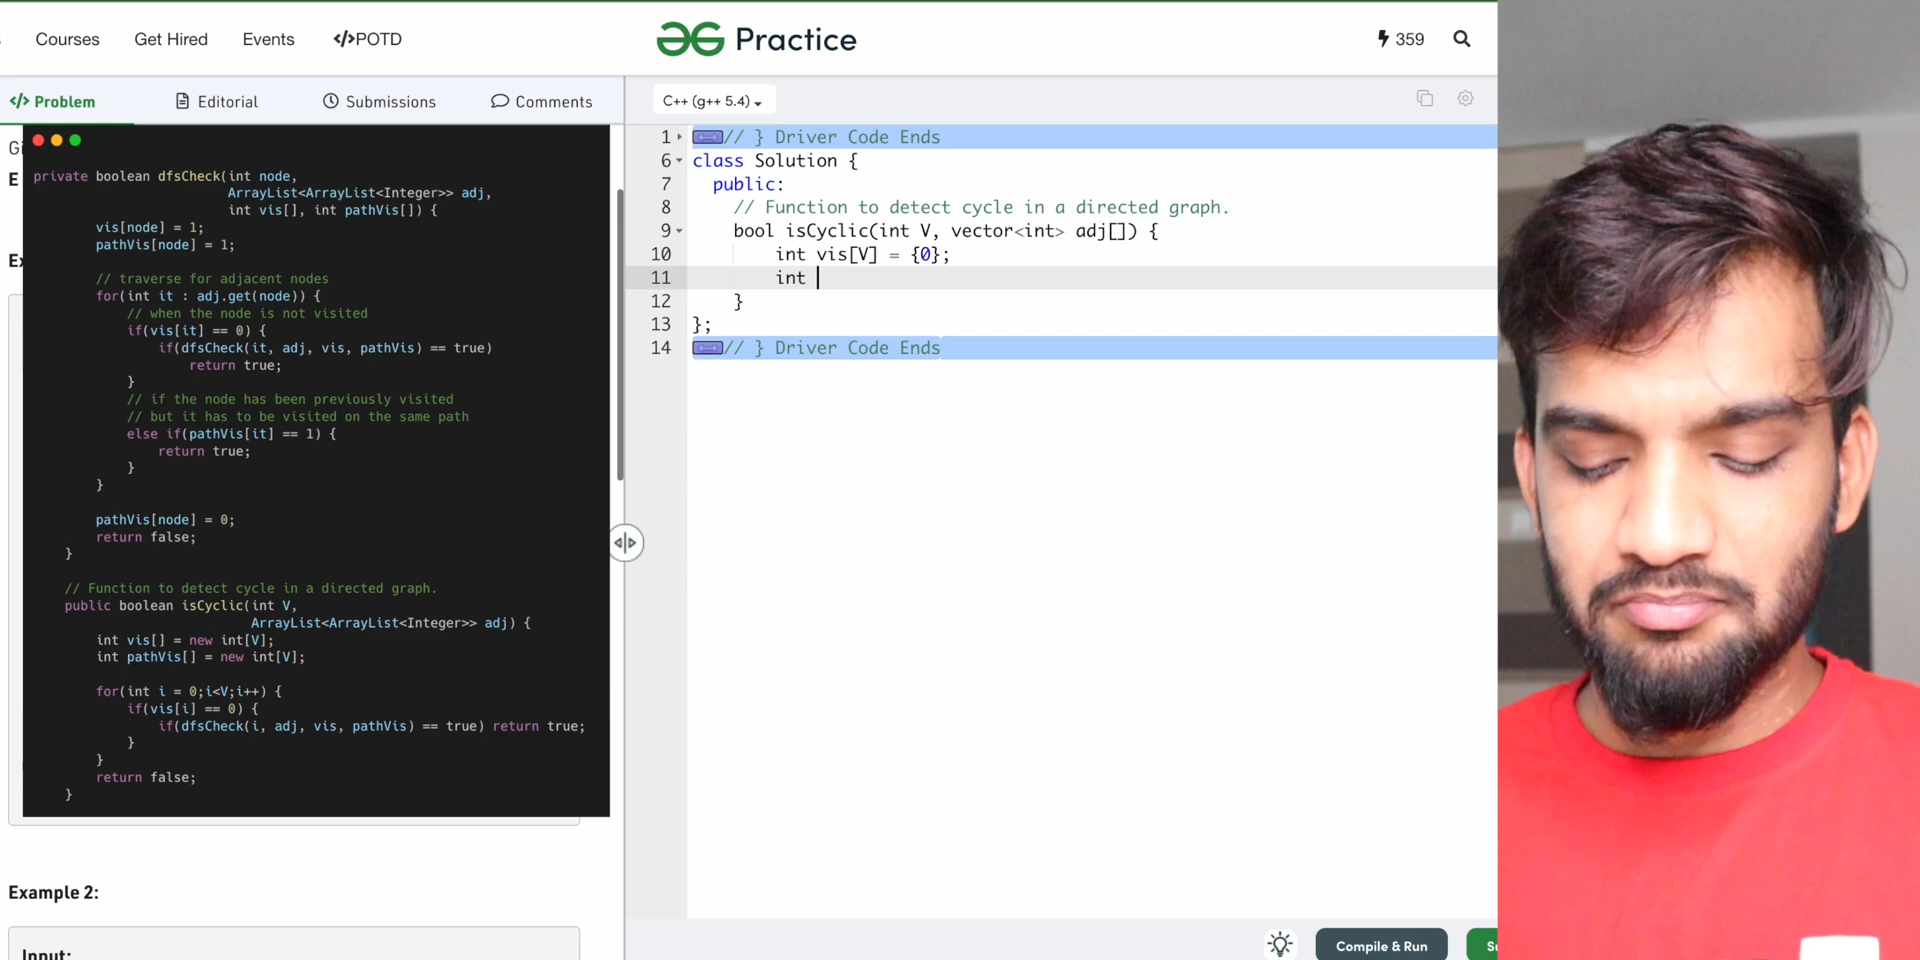 Courses Get Hired Events </>POTD Practice 359
</> Problem Editorial Submissions Comments
C++ (g++ 5.4)
Gi
E
Ex
private boolean dfsCheck(int node,
ArrayList<ArrayList<Integer>> adj,
int vis[], int pathVis[]) {
vis[node] = 1;
pathVis[node] = 1;
// traverse for adjacent nodes
for(int it : adj.get(node)) {
// when the node is not visited
if(vis[it] == 0) {
if(dfsCheck(it, adj, vis, pathVis) == true)
return true;
}
// if the node has been previously visited
// but it has to be visited on the same path
else if(pathVis[it] == 1) {
return true;
}
}
pathVis[node] = 0;
return false;
}
// Function to detect cycle in a directed graph.
public boolean isCyclic(int V,
ArrayList<ArrayList<Integer>> adj) {
int vis[] = new int[V];
int pathVis[] = new int[V];
for(int i = 0;i<V;i++) {
if(vis[i] == 0) {
if(dfsCheck(i, adj, vis, pathVis) == true) return true;
}
}
return false;
}
Example 2:
Input:
1 // } Driver Code Ends
6 class Solution {
7 public:
8 // Function to detect cycle in a directed graph.
9 bool isCyclic(int V, vector<int> adj[]) {
10 int vis[V] = {0};
11 int
12 }
13 };
14 // } Driver Code Ends
Compile & Run